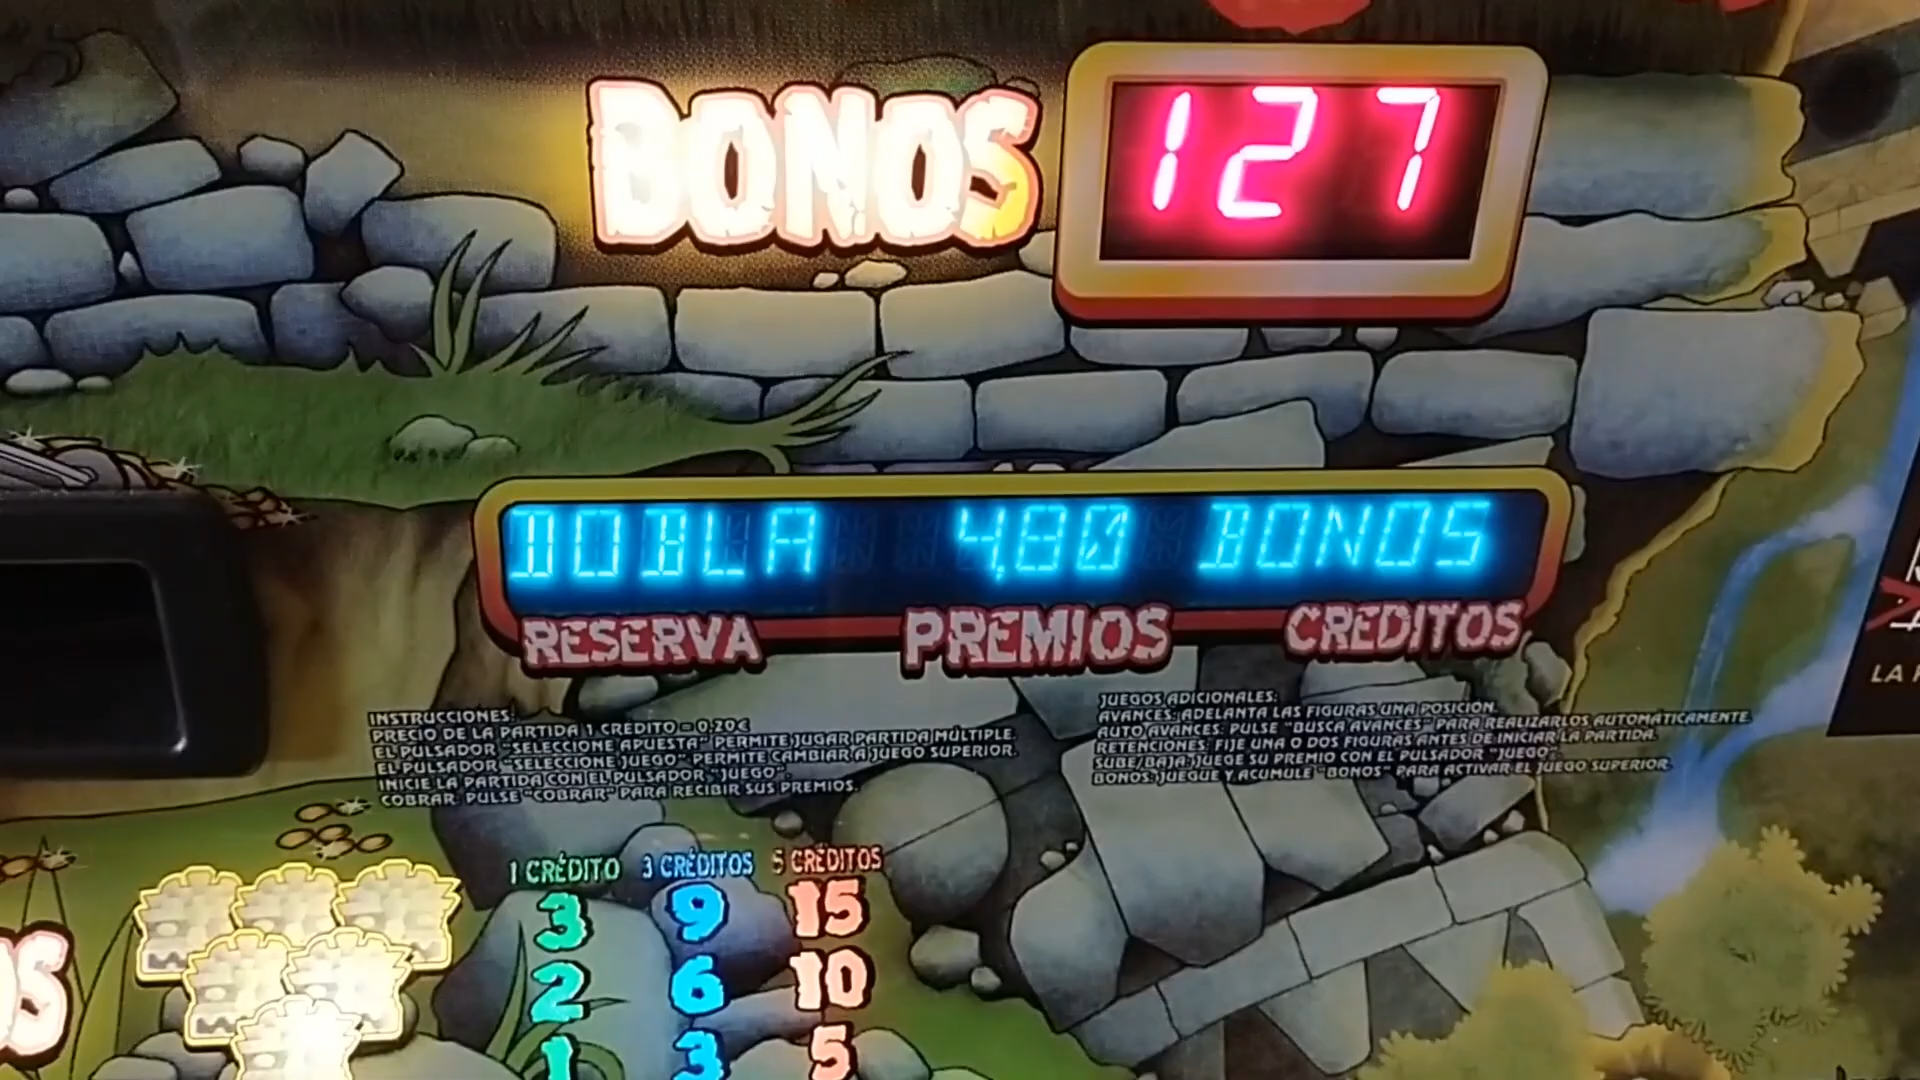 BONOS 127
DOBLA 4,80 BONOS
RESERVA PREMIOS CREDITOS
INSTRUCCIONES:
PRECIO DE LA PARTIDA 1 CREDITO = 0,20€
EL PULSADOR "SELECCIONE APUESTA" PERMITE JUGAR PARTIDA MÚLTIPLE.
EL PULSADOR "SELECCIONE JUEGO" PERMITE CAMBIAR A JUEGO SUPERIOR.
INICIE LA PARTIDA CON EL PULSADOR "JUEGO".
COBRAR: PULSE "COBRAR" PARA RECIBIR SUS PREMIOS.
JUEGOS ADICIONALES:
AVANCES: ADELANTA LAS FIGURAS UNA POSICIÓN.
AUTO AVANCES: PULSE "BUSCA AVANCES" PARA REALIZARLOS AUTOMÁTICAMENTE.
RETENCIONES: FIJE UNA O DOS FIGURAS ANTES DE INICIAR LA PARTIDA.
SUBE/BAJA: JUEGE SU PREMIO CON EL PULSADOR "JUEGO".
BONOS: JUEGUE Y ACUMULE "BONOS" PARA ACTIVAR EL JUEGO SUPERIOR.
LA
1 CRÉDITO 3 CRÉDITOS 5 CRÉDITOS
3 9 15
2 6 10
1 3 5
OS